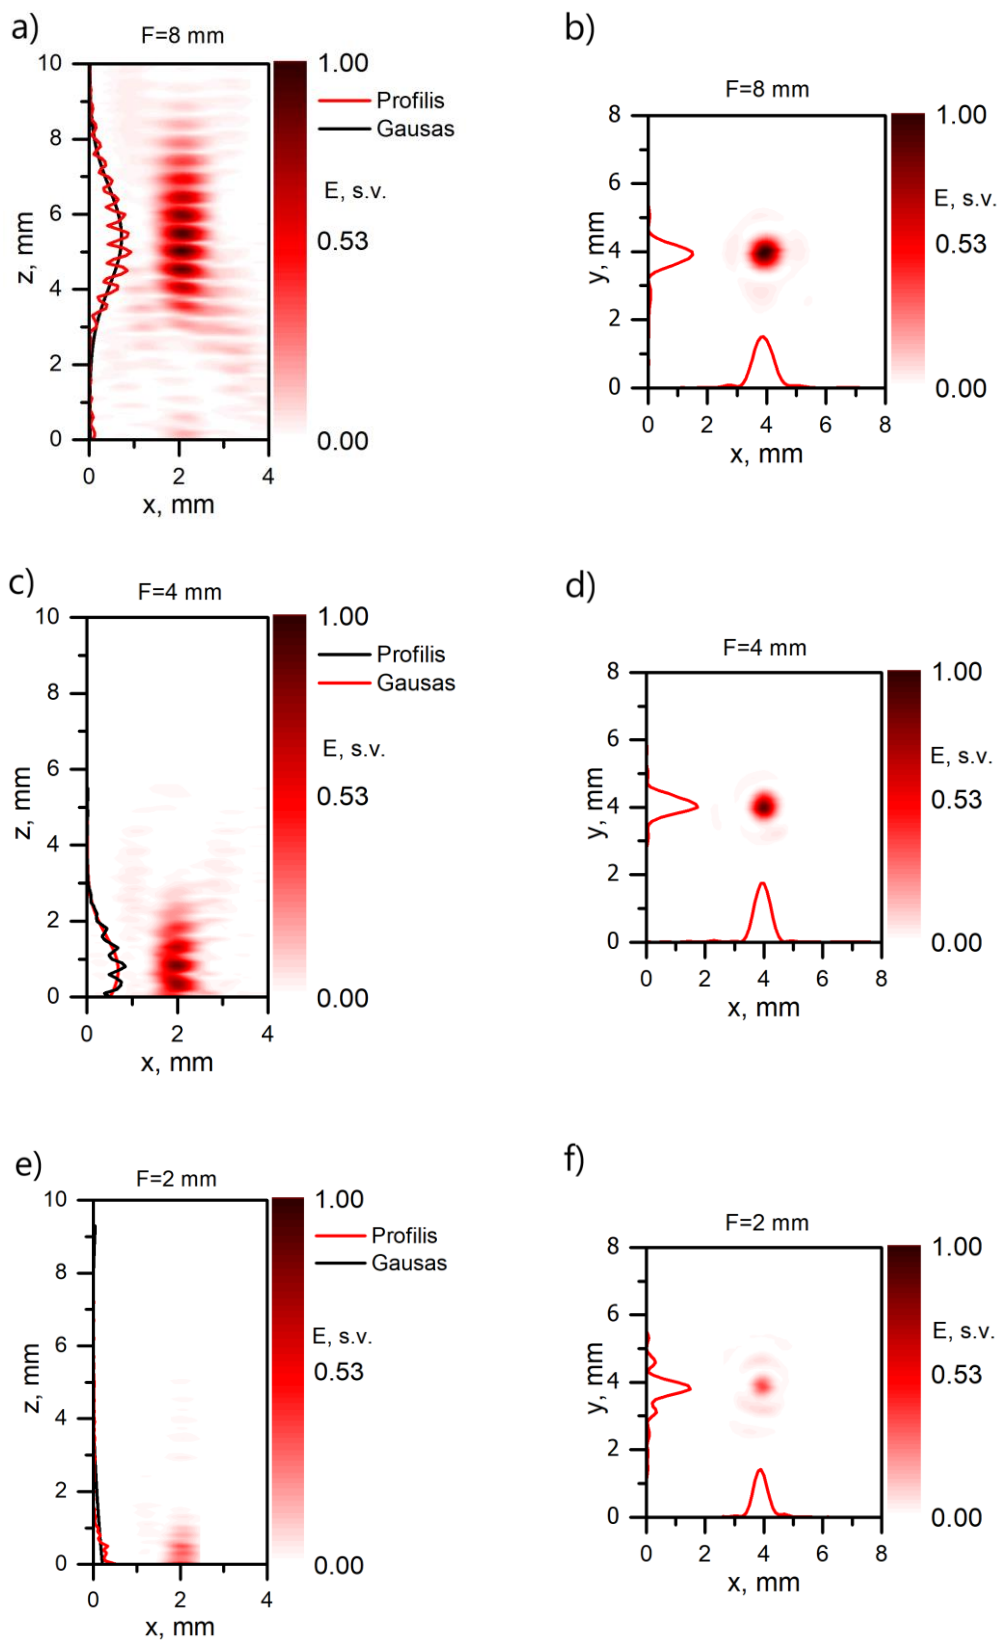 a)
F=8 mm
10
8
6
4
2
0
z, mm
0
2
4
x, mm
1.00
Profilis
Gausas
E, s.v.
0.53
0.00
b)
F=8 mm
8
6
4
2
0
y, mm
0
2
4
6
8
x, mm
1.00
E, s.v.
0.53
0.00
c)
F=4 mm
10
8
6
4
2
0
z, mm
0
2
4
x, mm
1.00
Profilis
Gausas
E, s.v.
0.53
0.00
d)
F=4 mm
8
6
4
2
0
y, mm
0
2
4
6
8
x, mm
1.00
E, s.v.
0.53
0.00
e)
F=2 mm
10
8
6
4
2
0
z, mm
0
2
4
x, mm
1.00
Profilis
Gausas
E, s.v.
0.53
0.00
f)
F=2 mm
8
6
4
2
0
y, mm
0
2
4
6
8
x, mm
1.00
E, s.v.
0.53
0.00